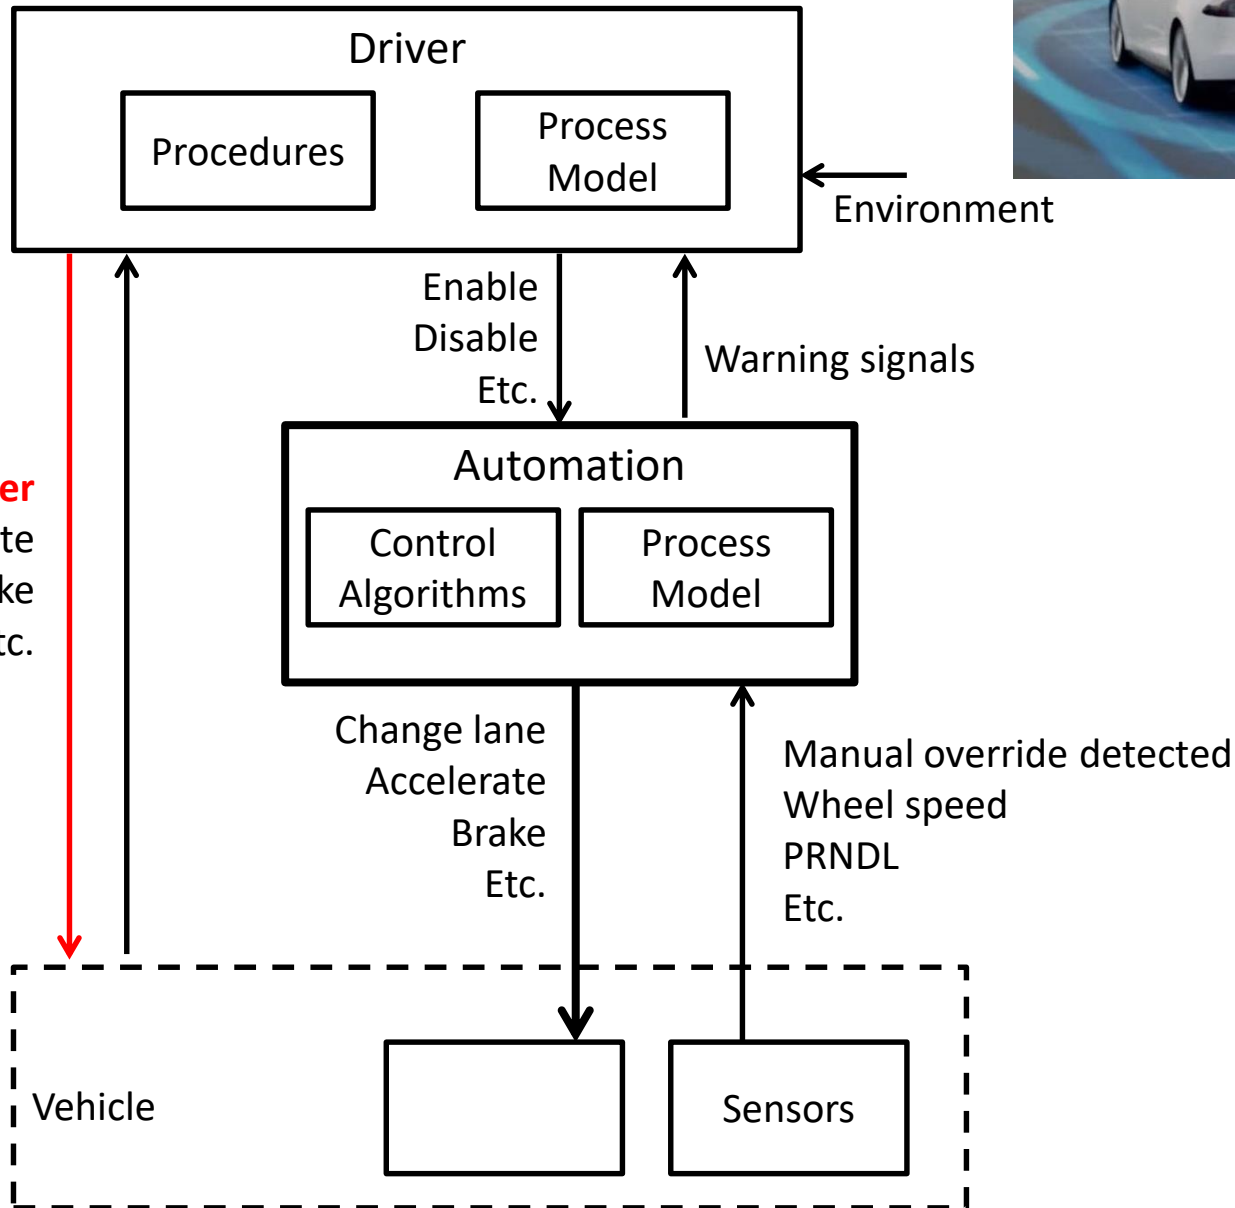 Driver
Procedures
Process
Model
Environment
Enable
Disable
Etc.
Warning signals
Automation
Control
Algorithms
Process
Model
Change lane
Accelerate
Brake
Etc.
Manual override detected
Wheel speed
PRNDL
Etc.
Vehicle
Sensors